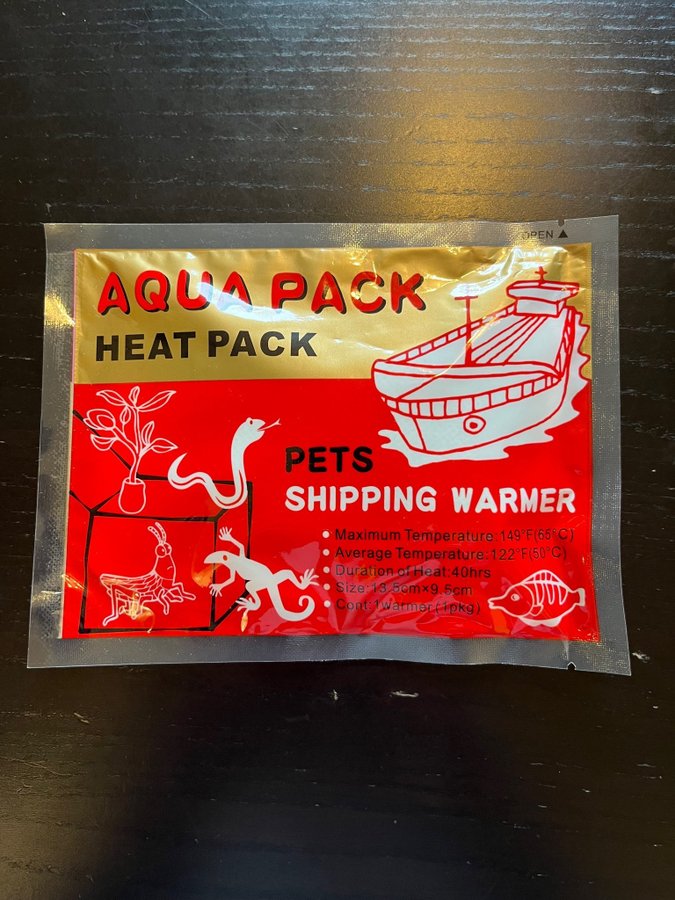 OPEN ▲
AQUA PACK
HEAT PACK
PETS
SHIPPING WARMER
• Maximum Temperature:149°F(65°C)
• Average Temperature:122°F(50°C)
• Duration of Heat:40hrs
• Size:13.5cm×9.5cm
• Cont:1warmer(1pkg)